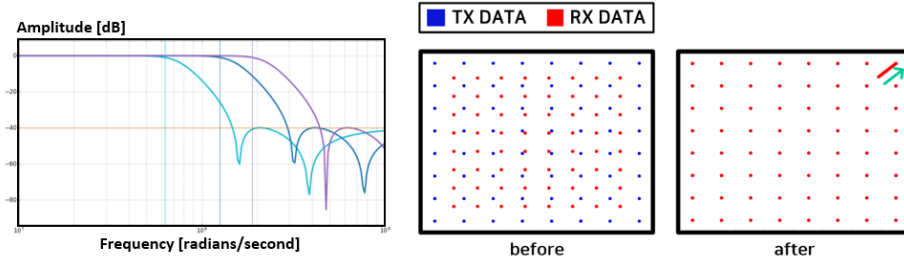 Amplitude [dB]
0
−20
−40
−60
−80
Frequency [radians/second]
TX DATA RX DATA
before
after